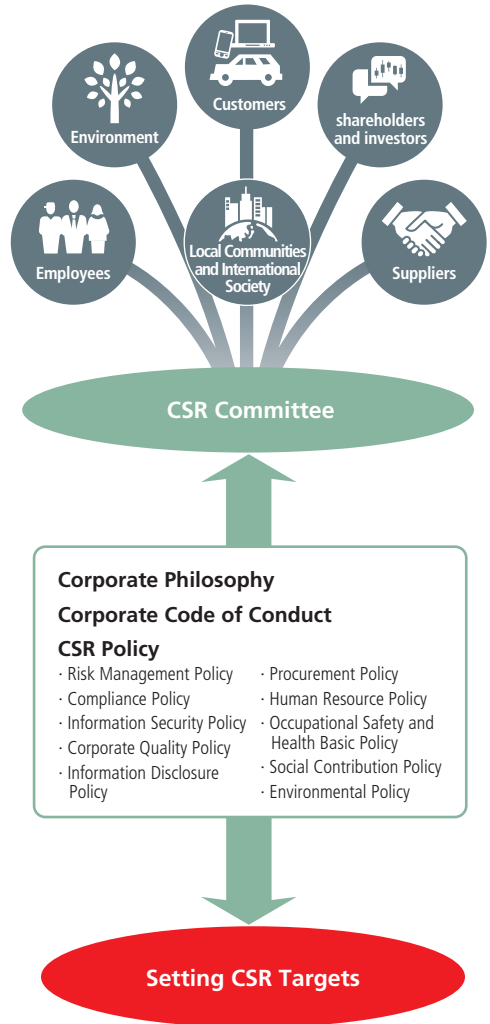 Customers
Environment
shareholders
and investors
Employees
Local Communities
and International
Society
Suppliers
CSR Committee
Corporate Philosophy
Corporate Code of Conduct
CSR Policy
· Risk Management Policy
· Compliance Policy
· Information Security Policy
· Corporate Quality Policy
· Information Disclosure
Policy
· Procurement Policy
· Human Resource Policy
· Occupational Safety and
Health Basic Policy
· Social Contribution Policy
· Environmental Policy
Setting CSR Targets